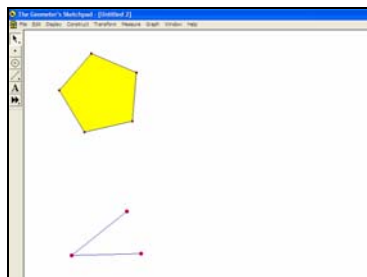 The Geometer's Sketchpad - [Untitled 2]
File Edit Display Construct Transform Measure Graph Window Help
A